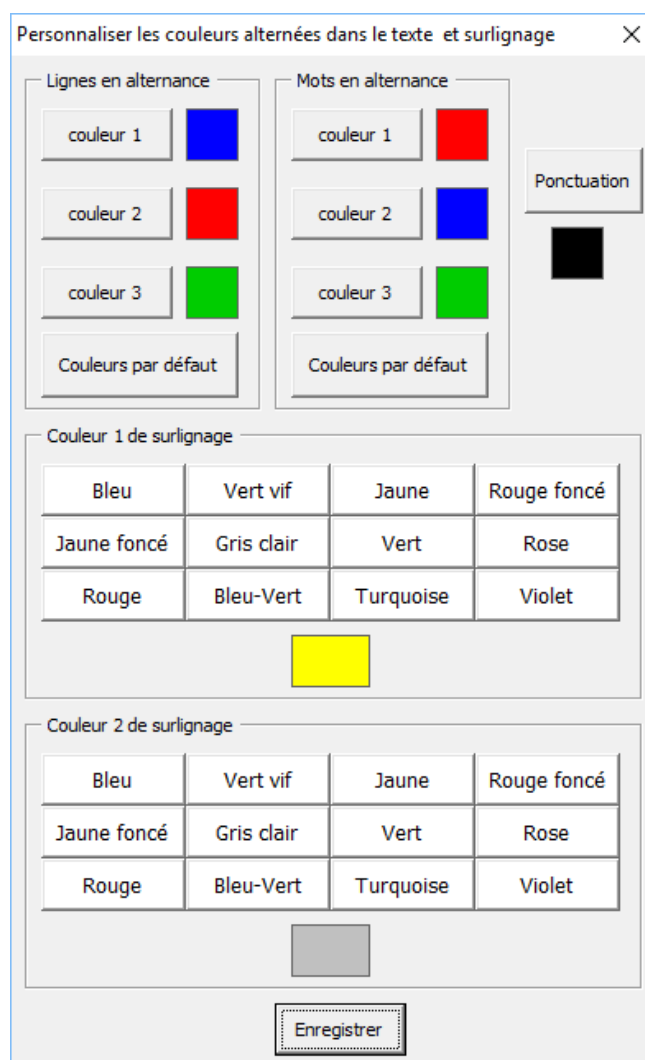 Personnaliser les couleurs alternées dans le texte et surlignage
Lignes en alternance
couleur 1
couleur 2
couleur 3
Couleurs par défaut
Mots en alternance
couleur 1
couleur 2
couleur 3
Couleurs par défaut
Ponctuation
Couleur 1 de surlignage
Bleu Vert vif Jaune Rouge foncé
Jaune foncé Gris clair Vert Rose
Rouge Bleu-Vert Turquoise Violet
Couleur 2 de surlignage
Bleu Vert vif Jaune Rouge foncé
Jaune foncé Gris clair Vert Rose
Rouge Bleu-Vert Turquoise Violet
Enregistrer